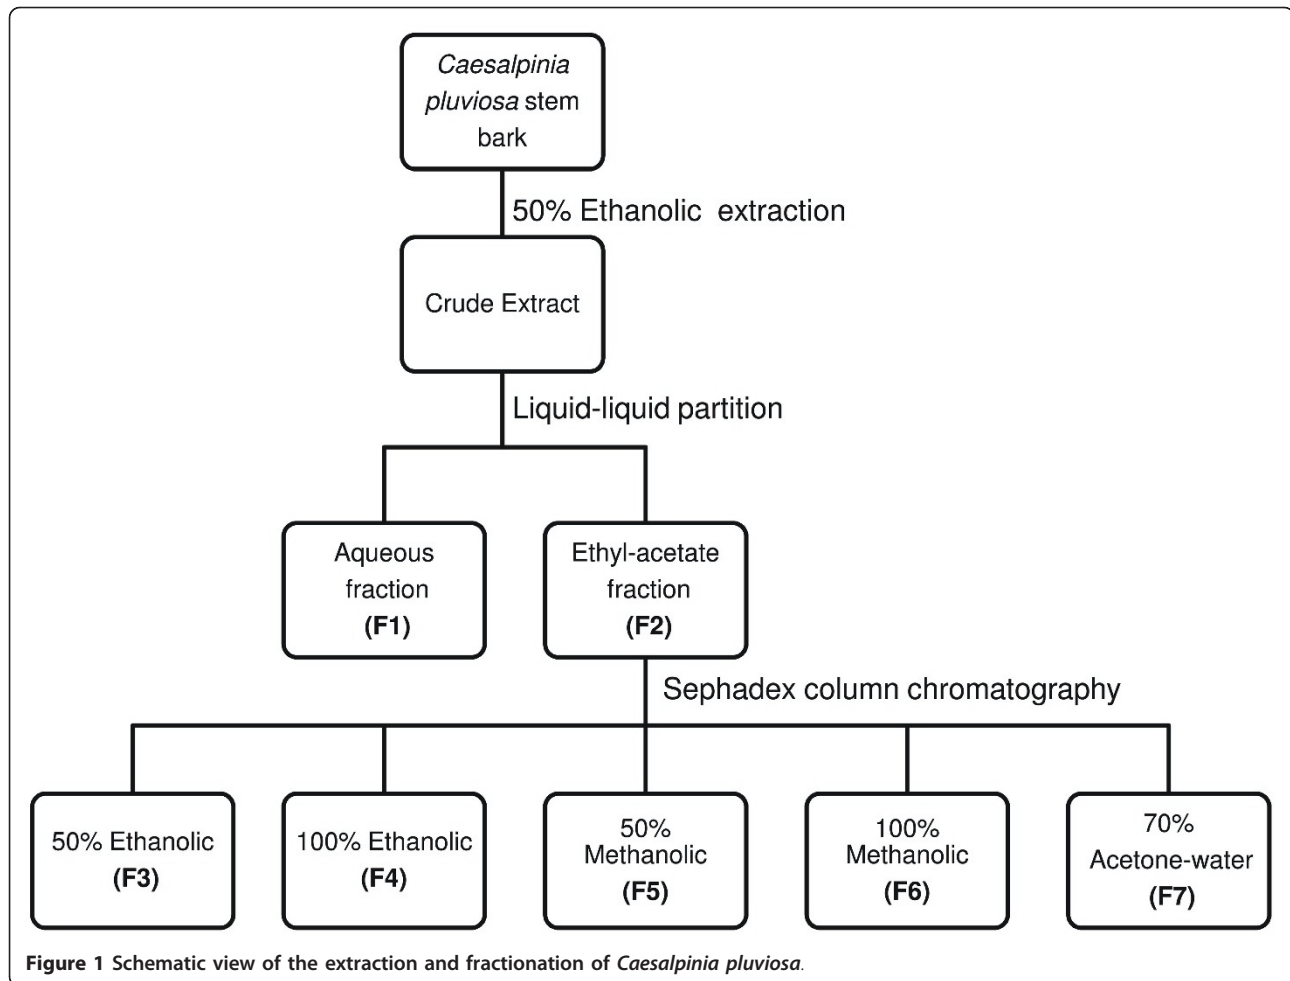 Caesalpinia
pluviosa stem
bark
50% Ethanolic extraction
Crude Extract
Liquid-liquid partition
Aqueous
fraction
(F1)
Ethyl-acetate
fraction
(F2)
Sephadex column chromatography
50% Ethanolic
(F3)
100% Ethanolic
(F4)
50%
Methanolic
(F5)
100%
Methanolic
(F6)
70%
Acetone-water
(F7)
Figure 1 Schematic view of the extraction and fractionation of Caesalpinia pluviosa.